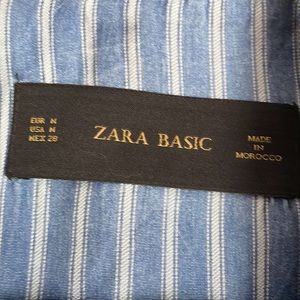 EUR M
USA M
MEX 28
ZARA BASIC
MADE
IN
MOROCCO